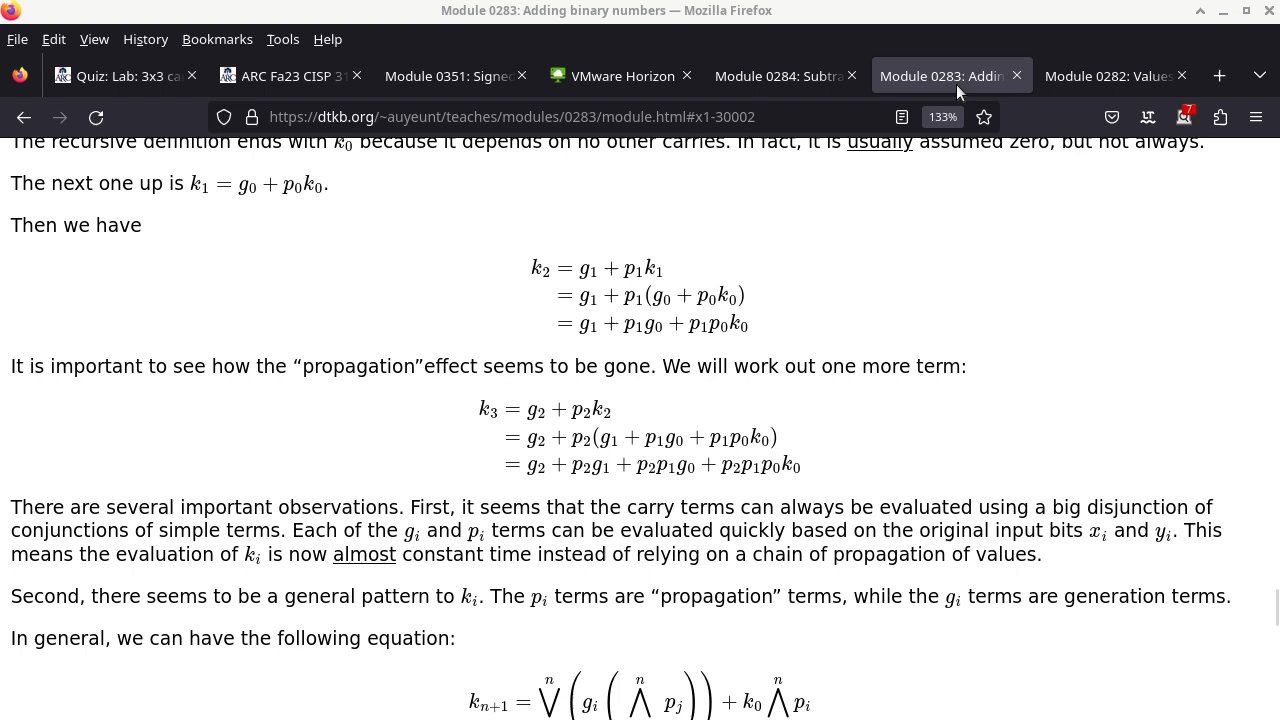 Module 0283: Adding binary numbers — Mozilla Firefox
File Edit View History Bookmarks Tools Help
Quiz: Lab: 3x3 ca ARC Fa23 CISP 31 Module 0351: Signe VMware Horizon Module 0284: Subtra Module 0283: Addin Module 0282: Values
https://dtkb.org/~auyeunt/teaches/modules/0283/module.html#x1-30002 133% 7
The recursive definition ends with k₀ because it depends on no other carries. In fact, it is usually assumed zero, but not always.
The next one up is k₁ = g₀ + p₀k₀.
Then we have
k₂ = g₁ + p₁k₁
= g₁ + p₁(g₀ + p₀k₀)
= g₁ + p₁g₀ + p₁p₀k₀
It is important to see how the “propagation”effect seems to be gone. We will work out one more term:
k₃ = g₂ + p₂k₂
= g₂ + p₂(g₁ + p₁g₀ + p₁p₀k₀)
= g₂ + p₂g₁ + p₂p₁g₀ + p₂p₁p₀k₀
There are several important observations. First, it seems that the carry terms can always be evaluated using a big disjunction of
conjunctions of simple terms. Each of the gᵢ and pᵢ terms can be evaluated quickly based on the original input bits xᵢ and yᵢ. This
means the evaluation of kᵢ is now almost constant time instead of relying on a chain of propagation of values.
Second, there seems to be a general pattern to kᵢ. The pᵢ terms are “propagation” terms, while the gᵢ terms are generation terms.
In general, we can have the following equation:
kₙ₊₁ = ⋁ⁿ (gᵢ (⋀ⁿ pⱼ)) + k₀ ⋀ⁿ pᵢ